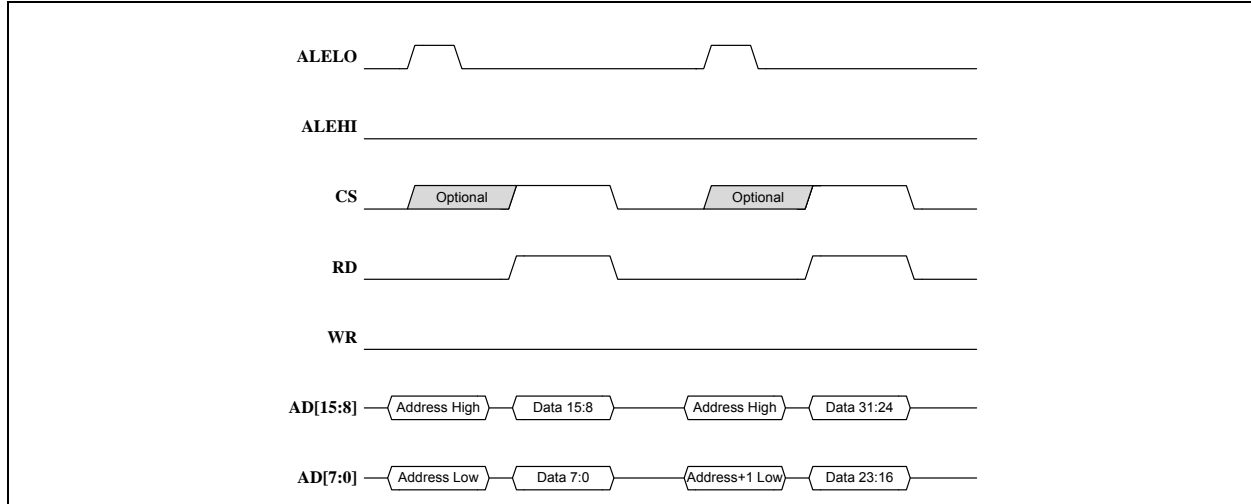 ALELO
ALEHI
CS Optional Optional
RD
WR
AD[15:8] Address High Data 15:8 Address High Data 31:24
AD[7:0] Address Low Data 7:0 Address+1 Low Data 23:16